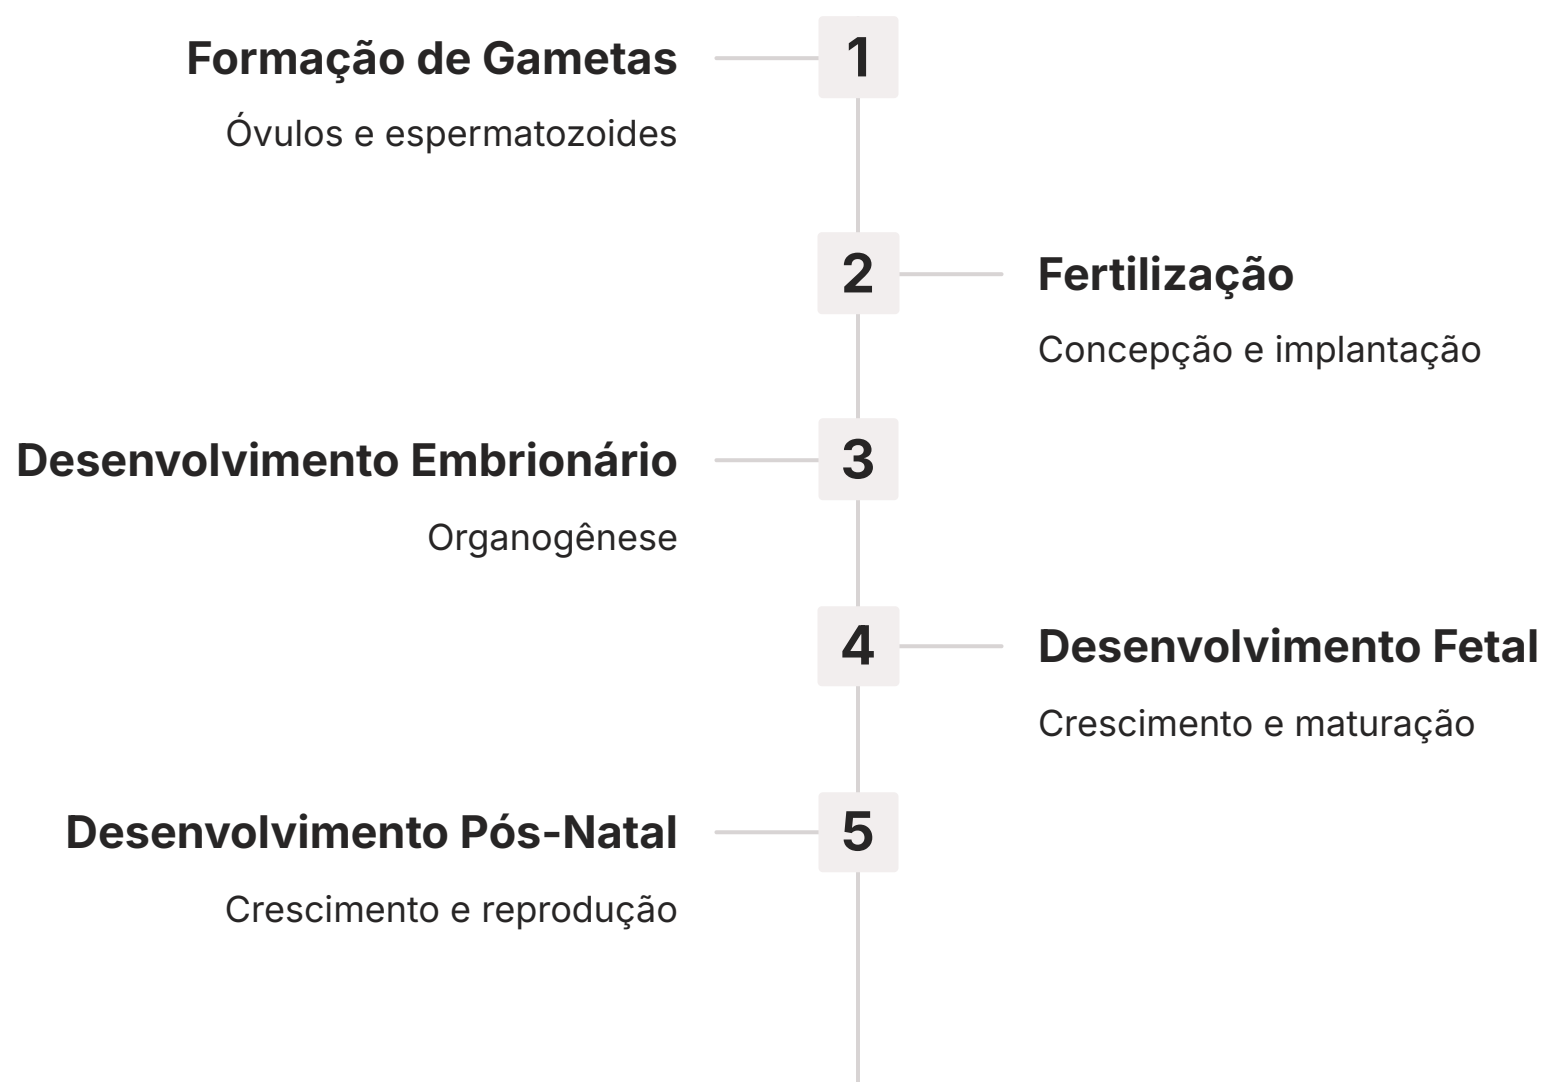 Formação de Gametas
1
Óvulos e espermatozoides
2
Fertilização
Concepção e implantação
Desenvolvimento Embrionário
3
Organogênese
4
Desenvolvimento Fetal
Crescimento e maturação
Desenvolvimento Pós-Natal
5
Crescimento e reprodução